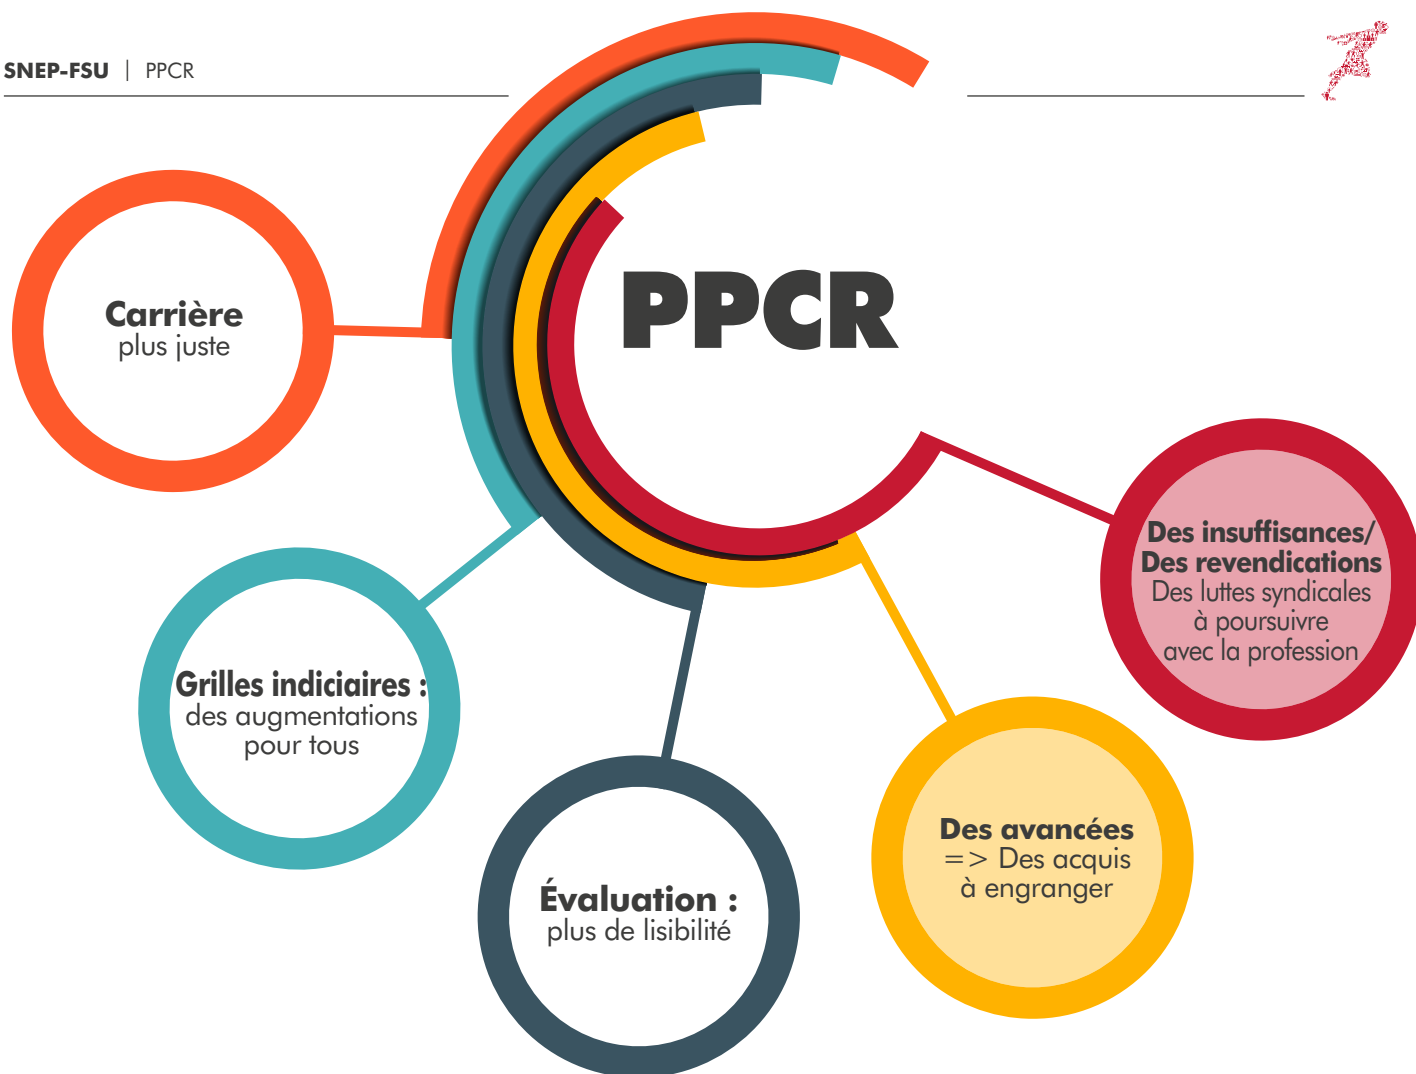 SNEP-FSU | PPCR
PPCR
Carrière
plus juste
Grilles indiciaires :
des augmentations
pour tous
Évaluation :
plus de lisibilité
Des avancées
=> Des acquis
à engranger
Des insuffisances/
Des revendications
Des luttes syndicales
à poursuivre
avec la profession